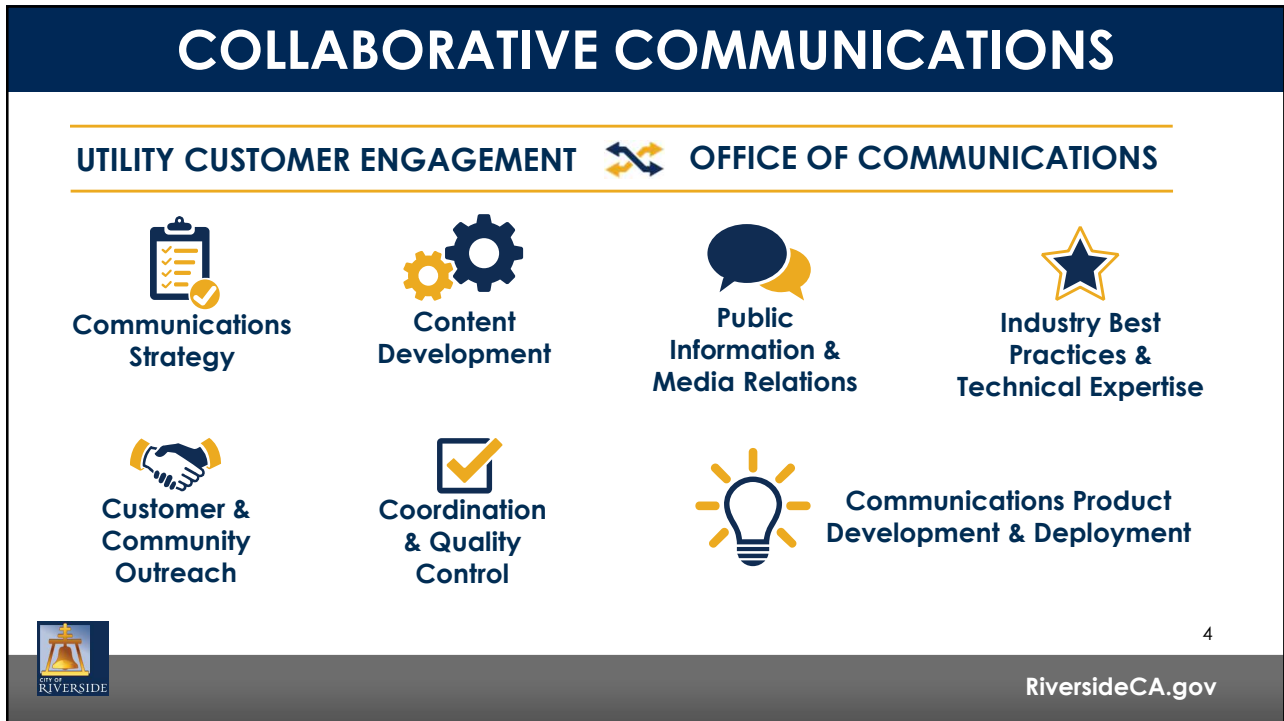 COLLABORATIVE COMMUNICATIONS
UTILITY CUSTOMER ENGAGEMENT
OFFICE OF COMMUNICATIONS
Communications
Strategy
Content
Development
Public
Information &
Media Relations
Industry Best
Practices &
Technical Expertise
Customer &
Community
Outreach
Coordination
& Quality
Control
Communications Product
Development & Deployment
4
CITY OF
RIVERSIDE
RiversideCA.gov